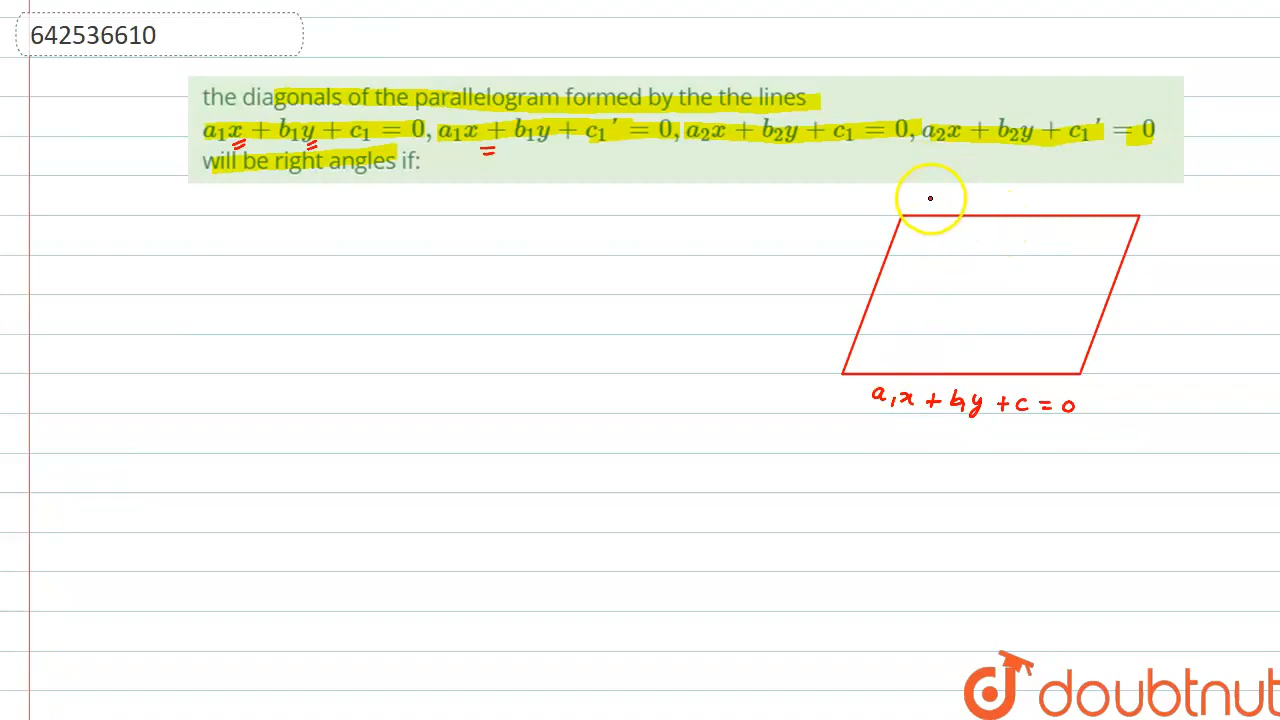 642536610
the diagonals of the parallelogram formed by the the lines
a₁x + b₁y + c₁ = 0, a₁x + b₁y + c₁′ = 0, a₂x + b₂y + c₁ = 0, a₂x + b₂y + c₁′ = 0
will be right angles if:
a₁x + b₁y + c = 0
doubtnut